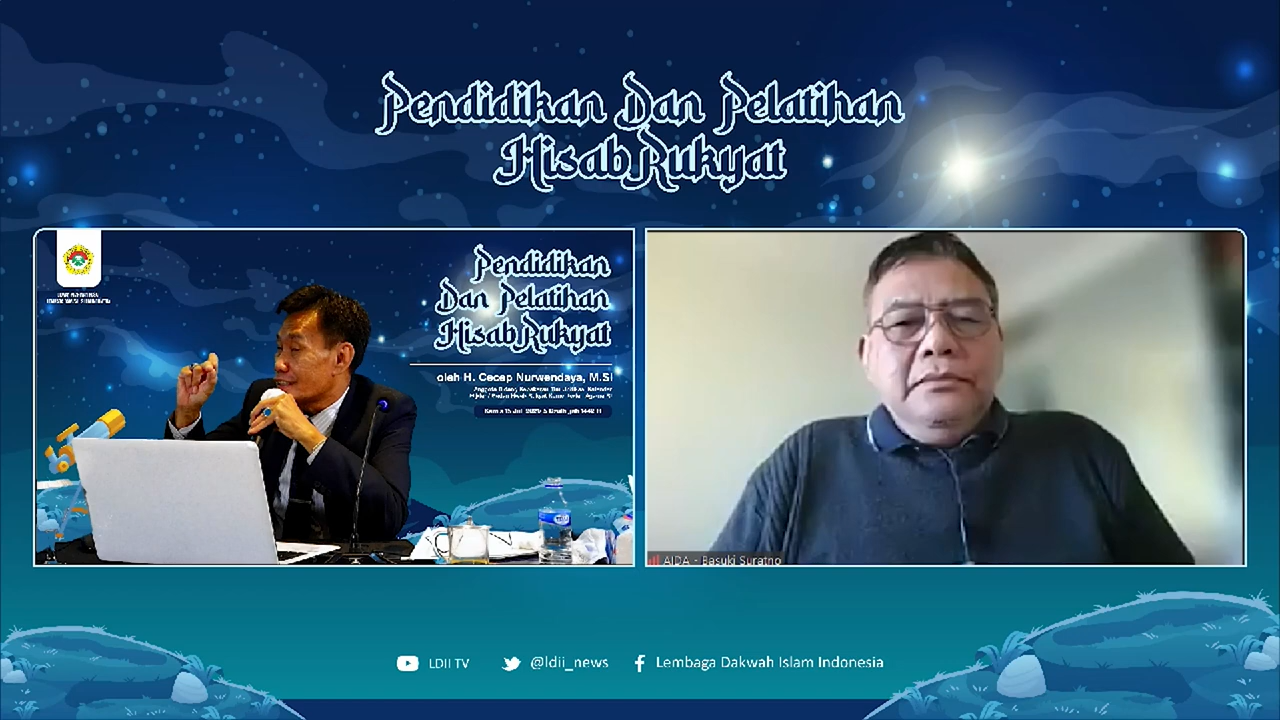 Pendidikan Dan Pelatihan
Hisab Rukyat
Pendidikan
Dan Pelatihan
Hisab Rukyat
oleh H. Cecep Nurwendaya, M.Si
AIDA - Basuki Suratno
LDII TV
@ldii_news
Lembaga Dakwah Islam Indonesia